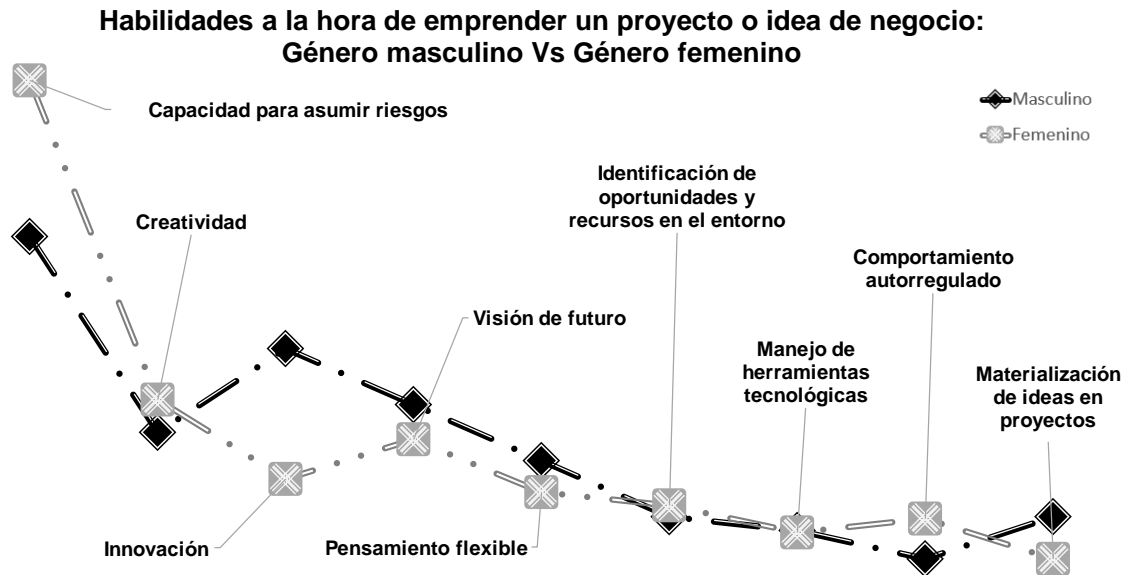 Habilidades a la hora de emprender un proyecto o idea de negocio:
Género masculino Vs Género femenino
Capacidad para asumir riesgos
Masculino
Femenino
Identificación de
oportunidades y
recursos en el entorno
Creatividad
Comportamiento
autorregulado
Visión de futuro
Manejo de
herramientas
tecnológicas
Materialización
de ideas en
proyectos
Innovación
Pensamiento flexible